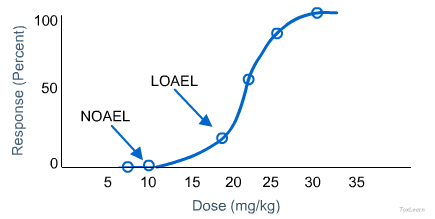 100
Response (Percent)
LOAEL
50
NOAEL
0
5 10 15 20 25 30 35
Dose (mg/kg)
ToxLearn